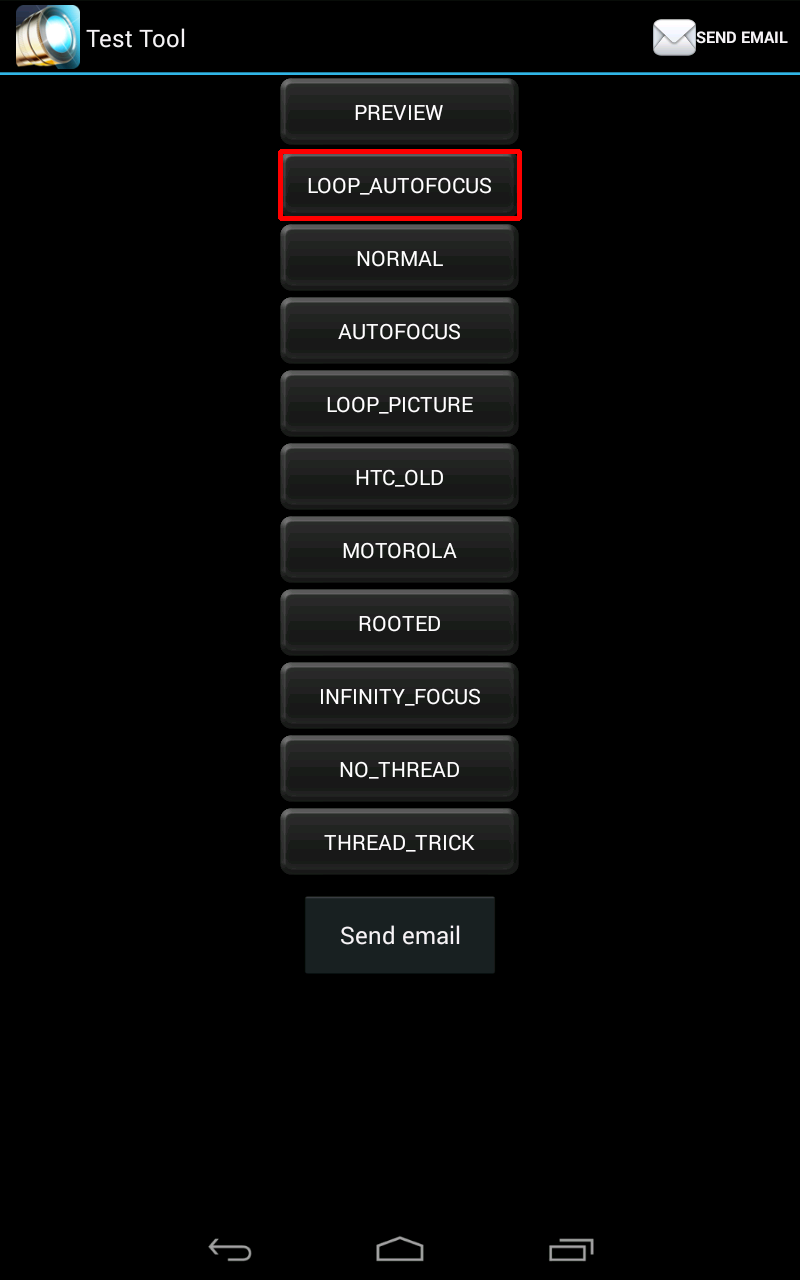 Test Tool
SEND EMAIL
PREVIEW
LOOP_AUTOFOCUS
NORMAL
AUTOFOCUS
LOOP_PICTURE
HTC_OLD
MOTOROLA
ROOTED
INFINITY_FOCUS
NO_THREAD
THREAD_TRICK
Send email